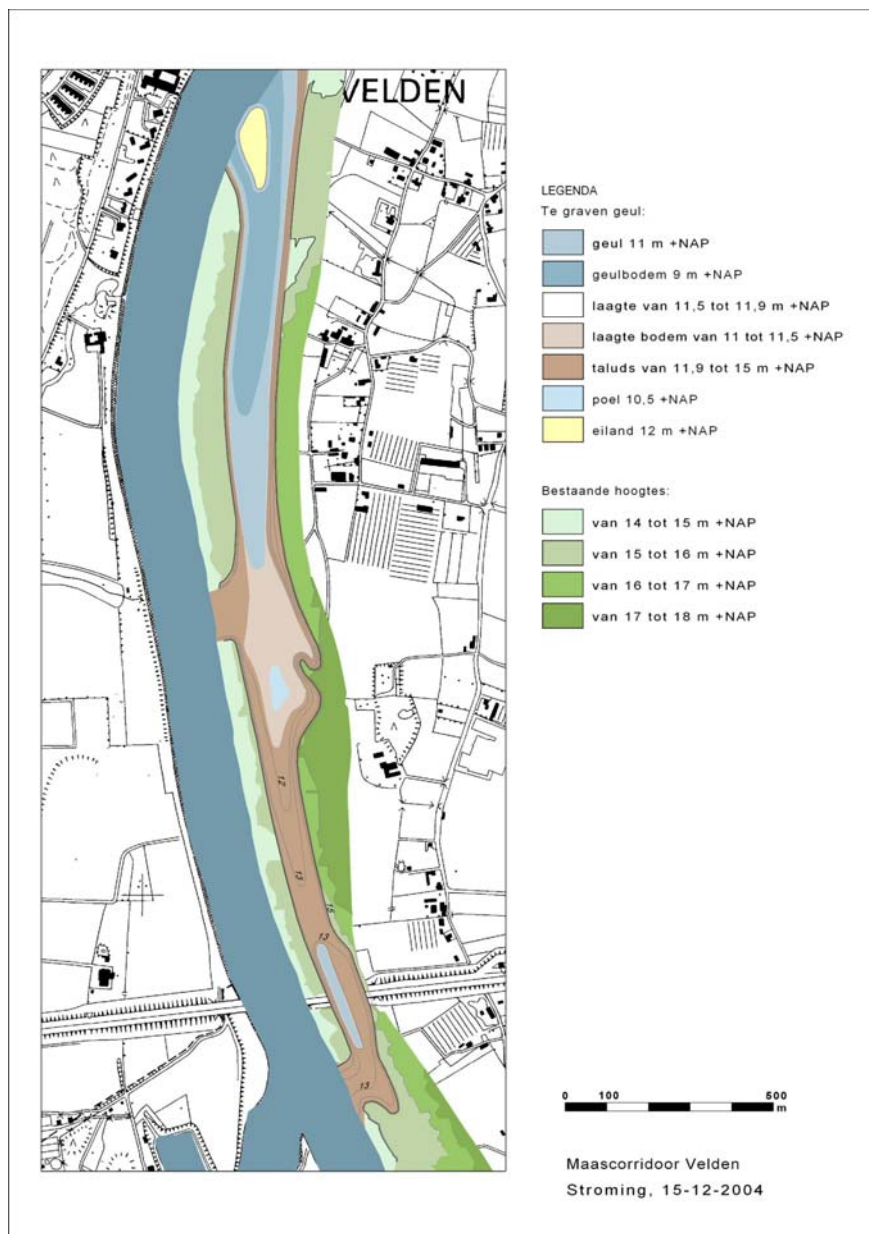 VELDEN
LEGENDA
Te graven geul:
geul 11 m +NAP
geulbodem 9 m +NAP
laagte van 11,5 tot 11,9 m +NAP
laagte bodem van 11 tot 11,5 +NAP
taluds van 11,9 tot 15 m +NAP
poel 10,5 +NAP
eiland 12 m +NAP
Bestaande hoogtes:
van 14 tot 15 m +NAP
van 15 tot 16 m +NAP
van 16 tot 17 m +NAP
van 17 tot 18 m +NAP
12
13
15
13
13
0 100 500
m
Maascorridoor Velden
Stroming, 15-12-2004